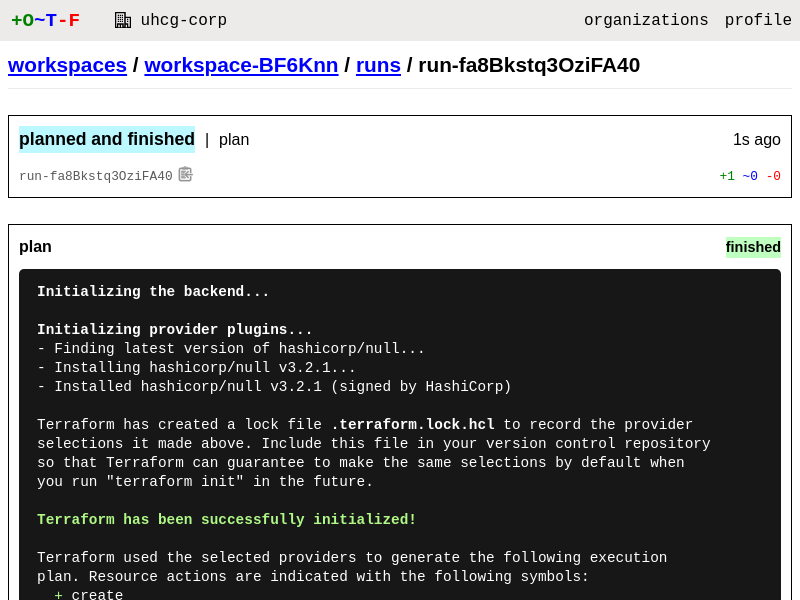 +O~T-F uhcg-corp organizations profile
workspaces / workspace-BF6Knn / runs / run-fa8Bkstq3OziFA40
planned and finished | plan 1s ago
run-fa8Bkstq3OziFA40 +1 ~0 -0
plan finished
Initializing the backend...
Initializing provider plugins...
- Finding latest version of hashicorp/null...
- Installing hashicorp/null v3.2.1...
- Installed hashicorp/null v3.2.1 (signed by HashiCorp)
Terraform has created a lock file .terraform.lock.hcl to record the provider
selections it made above. Include this file in your version control repository
so that Terraform can guarantee to make the same selections by default when
you run "terraform init" in the future.
Terraform has been successfully initialized!
Terraform used the selected providers to generate the following execution
plan. Resource actions are indicated with the following symbols:
+ create